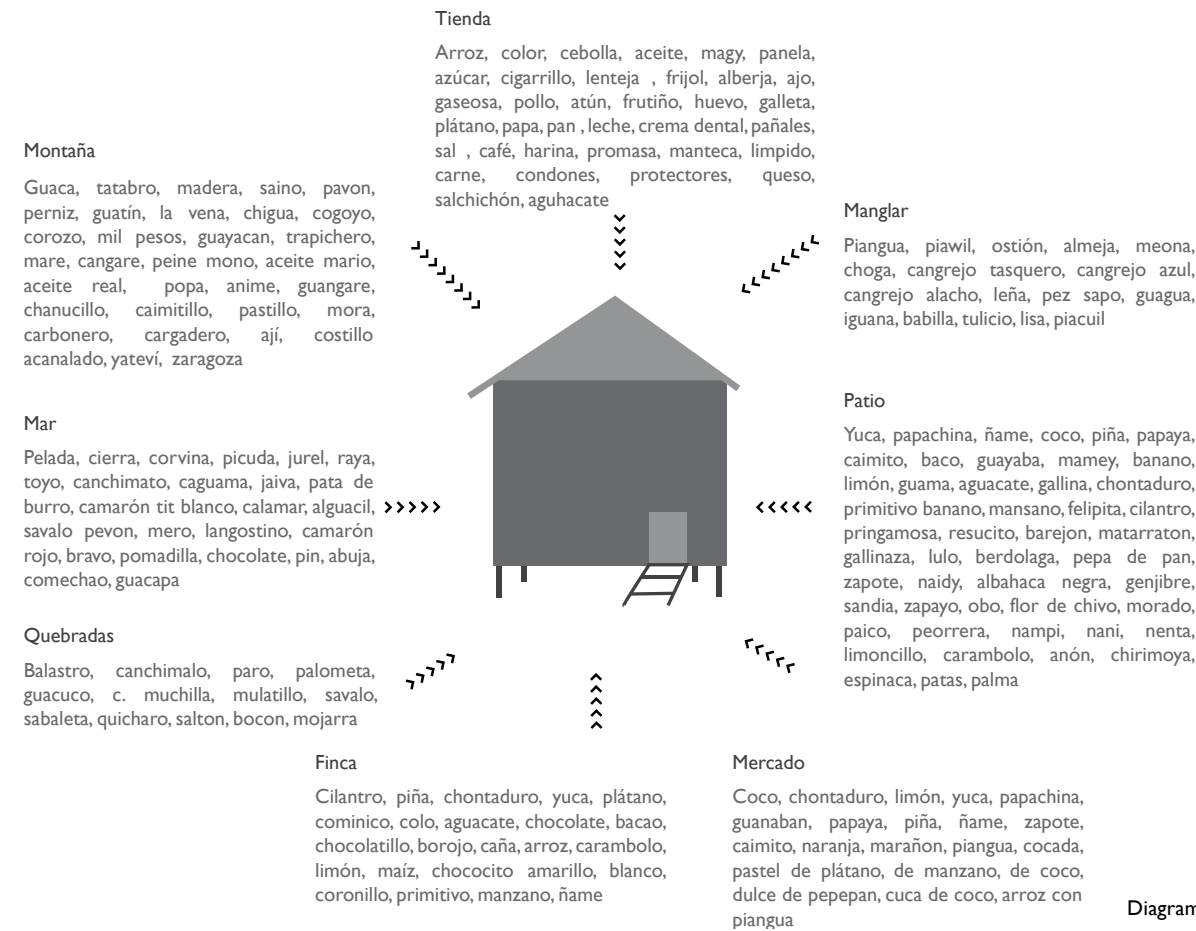 Tienda
Arroz, color, cebolla, aceite, magy, panela,
azúcar, cigarrillo, lenteja , frijol, alberja, ajo,
gaseosa, pollo, atún, frutiño, huevo, galleta,
plátano, papa, pan , leche, crema dental, pañales,
sal , café, harina, promasa, manteca, limpido,
carne, condones, protectores, queso,
salchichón, aguhacate
Montaña
Guaca, tatabro, madera, saino, pavon,
perniz, guatín, la vena, chigua, cogoyo,
corozo, mil pesos, guayacan, trapichero,
mare, cangare, peine mono, aceite mario,
aceite real, popa, anime, guangare,
chanucillo, caimitillo, pastillo, mora,
carbonero, cargadero, ají, costillo
acanalado, yateví, zaragoza
Manglar
Piangua, piawil, ostión, almeja, meona,
choga, cangrejo tasquero, cangrejo azul,
cangrejo alacho, leña, pez sapo, guagua,
iguana, babilla, tulicio, lisa, piacuil
Mar
Pelada, cierra, corvina, picuda, jurel, raya,
toyo, canchimato, caguama, jaiva, pata de
burro, camarón tit blanco, calamar, alguacil,
savalo pevon, mero, langostino, camarón
rojo, bravo, pomadilla, chocolate, pin, abuja,
comechao, guacapa
Patio
Yuca, papachina, ñame, coco, piña, papaya,
caimito, baco, guayaba, mamey, banano,
limón, guama, aguacate, gallina, chontaduro,
primitivo banano, mansano, felipita, cilantro,
pringamosa, resucito, barejon, matarraton,
gallinaza, lulo, berdolaga, pepa de pan,
zapote, naidy, albahaca negra, genjibre,
sandia, zapayo, obo, flor de chivo, morado,
paico, peorrera, nampi, nani, nenta,
limoncillo, carambolo, anón, chirimoya,
espinaca, patas, palma
Quebradas
Balastro, canchimalo, paro, palometa,
guacuco, c. muchilla, mulatillo, savalo,
sabaleta, quicharo, salton, bocon, mojarra
Finca
Cilantro, piña, chontaduro, yuca, plátano,
cominico, colo, aguacate, chocolate, bacao,
chocolatillo, borojo, caña, arroz, carambolo,
limón, maíz, chococito amarillo, blanco,
coronillo, primitivo, manzano, ñame
Mercado
Coco, chontaduro, limón, yuca, papachina,
guanaban, papaya, piña, ñame, zapote,
caimito, naranja, marañon, piangua, cocada,
pastel de plátano, de manzano, de coco,
dulce de pepepan, cuca de coco, arroz con
piangua
Diagram